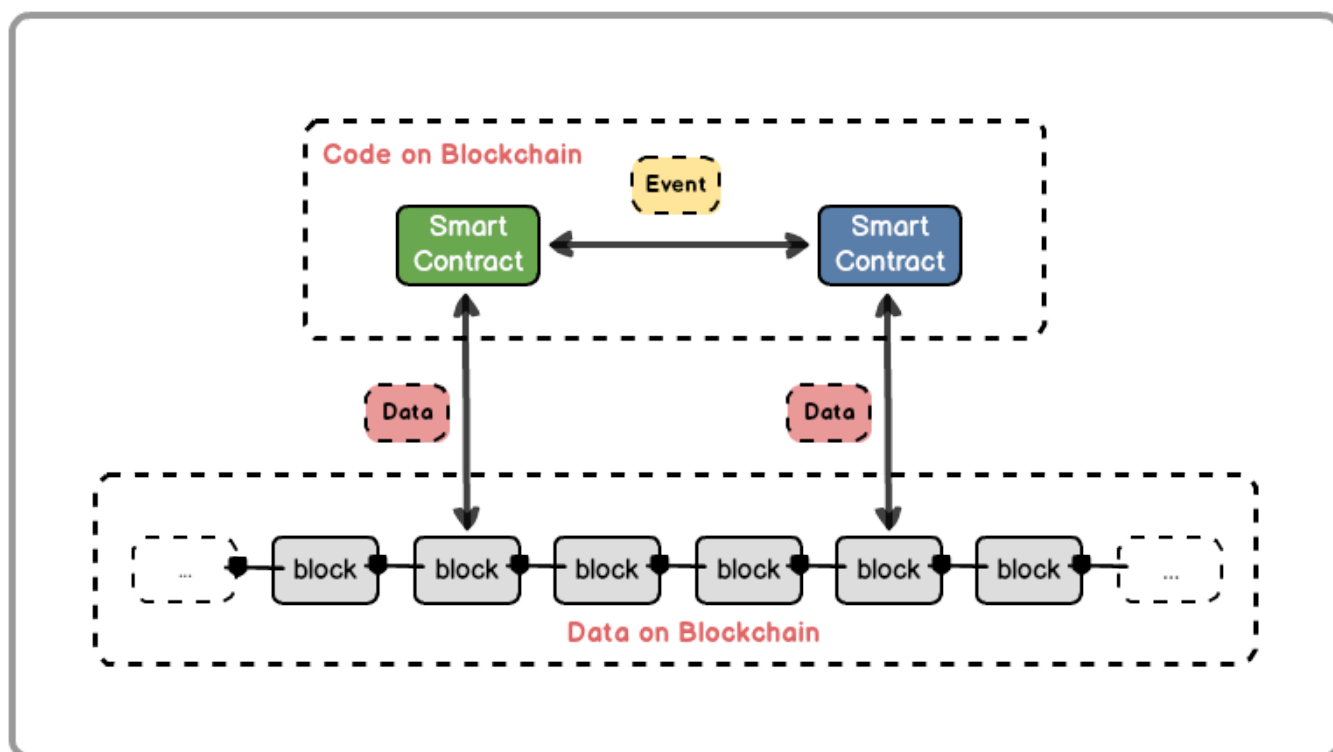 Code on Blockchain
Event
Smart
Contract
Smart
Contract
Data
Data
...
block
block
block
block
block
block
...
Data on Blockchain